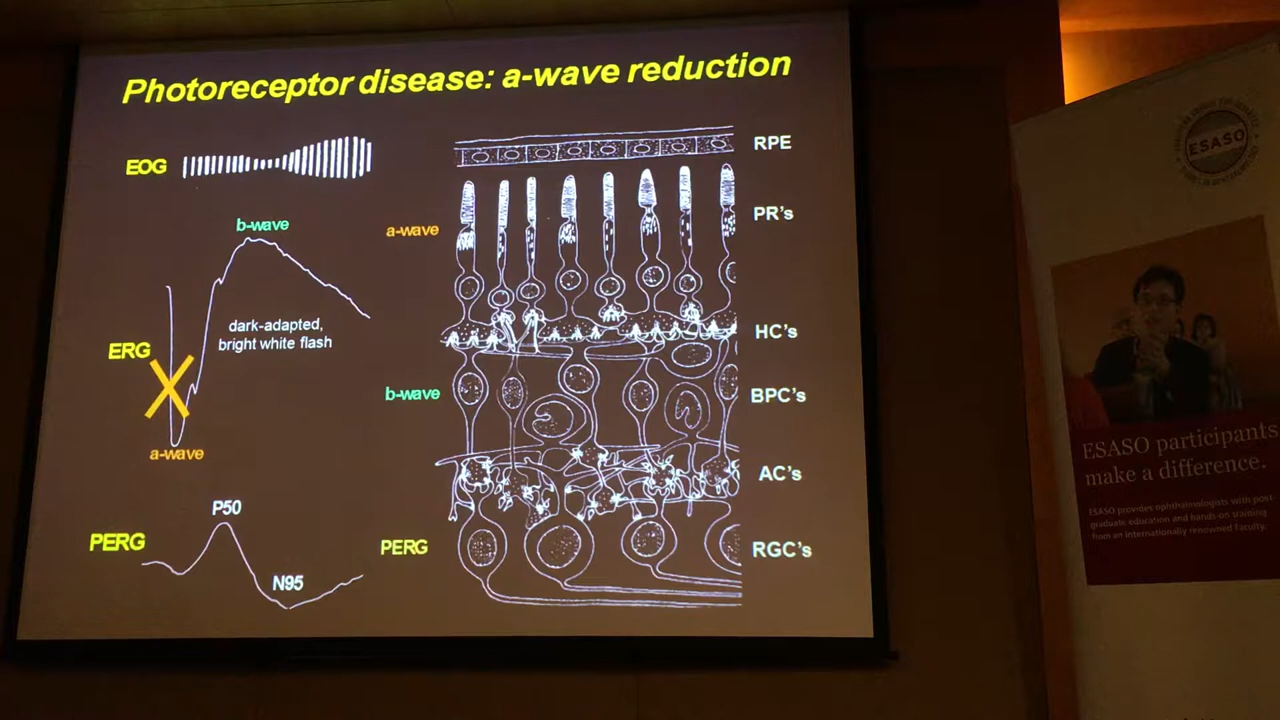 Photoreceptor disease: a-wave reduction
EOG
RPE
b-wave
a-wave
PR's
dark-adapted,
bright white flash
HC's
ERG
b-wave
BPC's
a-wave
AC's
P50
PERG
PERG
RGC's
N95
ESASO
ESASO participants
make a difference.
ESASO provides ophthalmologists with post
graduate education and hands-on training
from an internationally renowned Faculty.